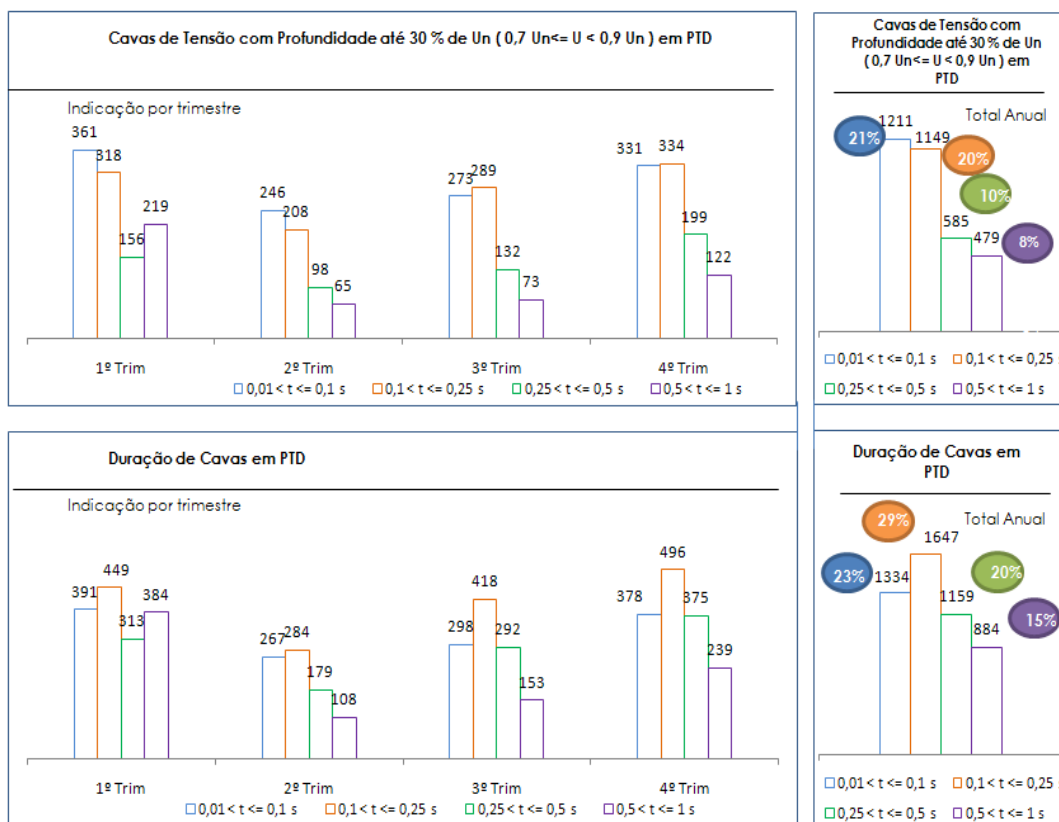 Cavas de Tensão com Profundidade até 30 % de Un ( 0,7 Un<= U < 0,9 Un ) em PTD
Indicação por trimestre
361
318
156
219
246
208
98
65
273
289
132
73
331
334
199
122
1º Trim
2º Trim
3º Trim
4º Trim
0,01< t <= 0,1 s
0,1< t <= 0,25 s
0,25< t <= 0,5 s
0,5< t <= 1 s
Cavas de Tensão com
Profundidade até 30 % de Un
( 0,7 Un<= U < 0,9 Un ) em
PTD
Total Anual
21%
1211
1149
20%
10%
585
479
8%
0,01< t <= 0,1 s
0,1< t <= 0,25 s
0,25< t <= 0,5 s
0,5< t <= 1 s
Duração de Cavas em PTD
Indicação por trimestre
391
449
313
384
267
284
179
108
298
418
292
153
378
496
375
239
1º Trim
2º Trim
3º Trim
4º Trim
0,01< t <= 0,1 s
0,1< t <= 0,25 s
0,25< t <= 0,5 s
0,5< t <= 1 s
Duração de Cavas em
PTD
Total Anual
29%
1647
23%
1334
20%
1159
15%
884
0,01< t <= 0,1 s
0,1< t <= 0,25 s
0,25< t <= 0,5 s
0,5< t <= 1 s